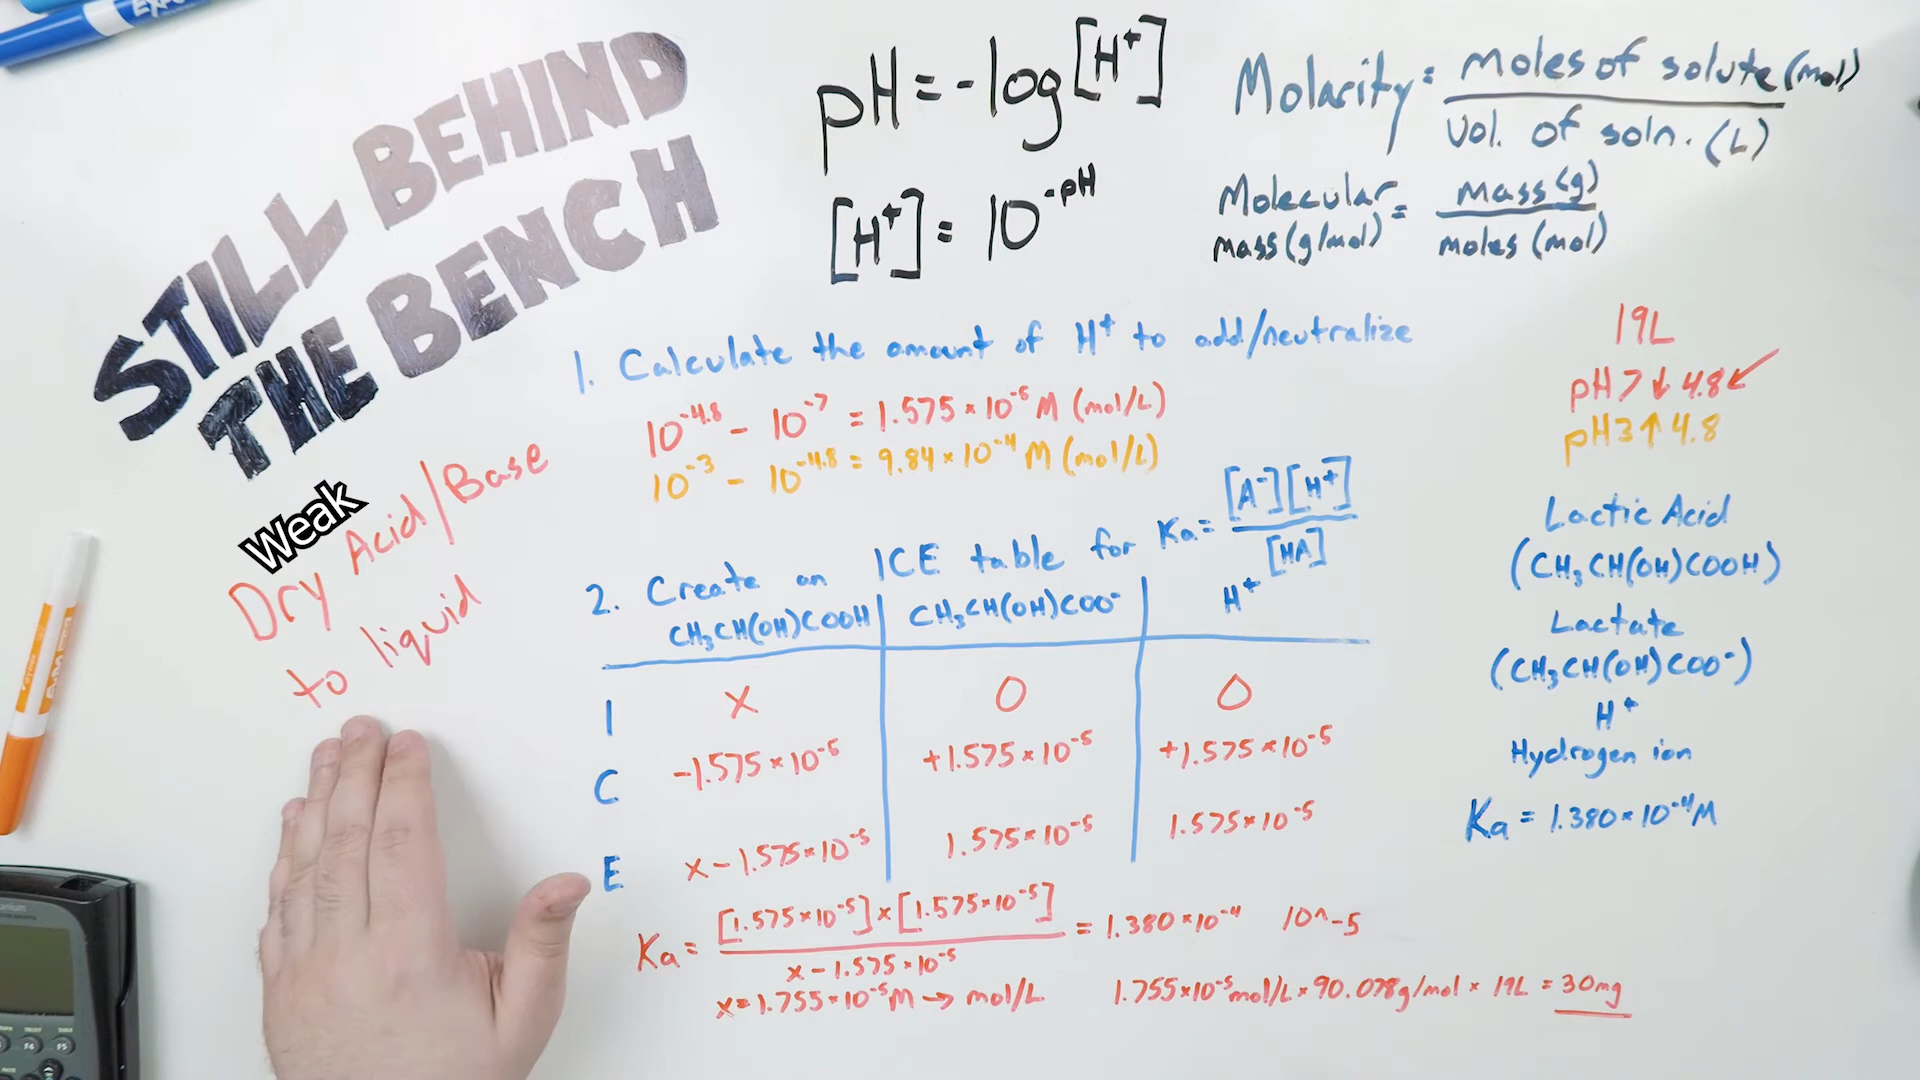 EXPO
STILL BEHIND
THE BENCH
pH = -log[H⁺]
[H⁺] = 10⁻ᵖᴴ
Molarity = moles of solute (mol) / vol. of soln. (L)
Molecular mass (g/mol) = mass (g) / moles (mol)
1. Calculate the amount of H⁺ to add/neutralize
10⁻⁴·⁸ - 10⁻⁷ = 1.575 × 10⁻⁵ M (mol/L)
10⁻³ - 10⁻⁴·⁸ = 9.84 × 10⁻⁴ M (mol/L)
19L
pH 7 ↓ 4.8 ↙
pH 3 ↑ 4.8
Weak
Dry Acid/Base
to liquid
2. Create an ICE table for Ka = [A⁻][H⁺] / [HA]
CH₃CH(OH)COOH CH₃CH(OH)COO⁻ H⁺
I x 0 0
C -1.575 × 10⁻⁵ +1.575 × 10⁻⁵ +1.575 × 10⁻⁵
E x - 1.575 × 10⁻⁵ 1.575 × 10⁻⁵ 1.575 × 10⁻⁵
Ka = [1.575 × 10⁻⁵] × [1.575 × 10⁻⁵] / x - 1.575 × 10⁻⁵ = 1.380 × 10⁻⁴ 10^-5
x = 1.755 × 10⁻⁵ M → mol/L 1.755 × 10⁻⁵ mol/L × 90.078 g/mol × 19L = 30mg
Lactic Acid
(CH₃CH(OH)COOH)
Lactate
(CH₃CH(OH)COO⁻)
H⁺
Hydrogen ion
Ka = 1.380 × 10⁻⁴ M
F4 F5